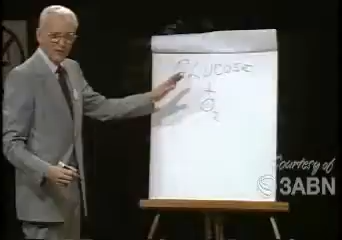 GLUCOSE
+
O2
Courtesy of
3ABN